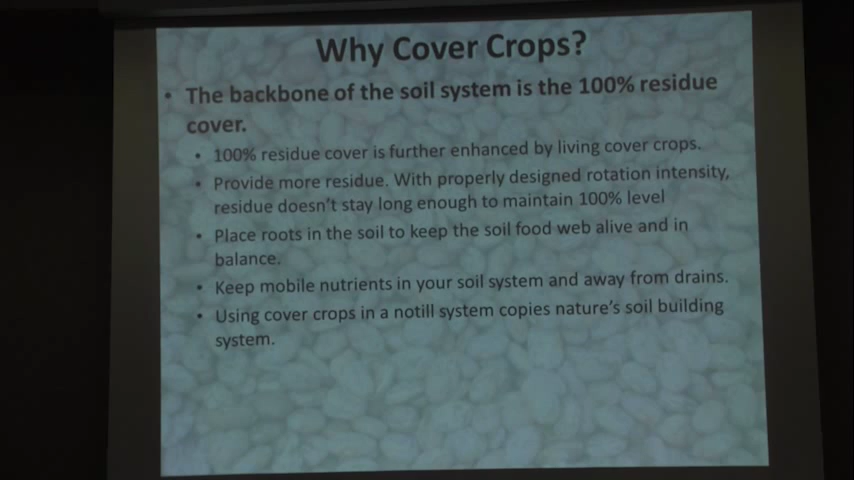 Why Cover Crops?
• The backbone of the soil system is the 100% residue
cover.
• 100% residue cover is further enhanced by living cover crops.
• Provide more residue. With properly designed rotation intensity,
residue doesn't stay long enough to maintain 100% level
• Place roots in the soil to keep the soil food web alive and in
balance.
• Keep mobile nutrients in your soil system and away from drains.
• Using cover crops in a notill system copies nature's soil building
system.